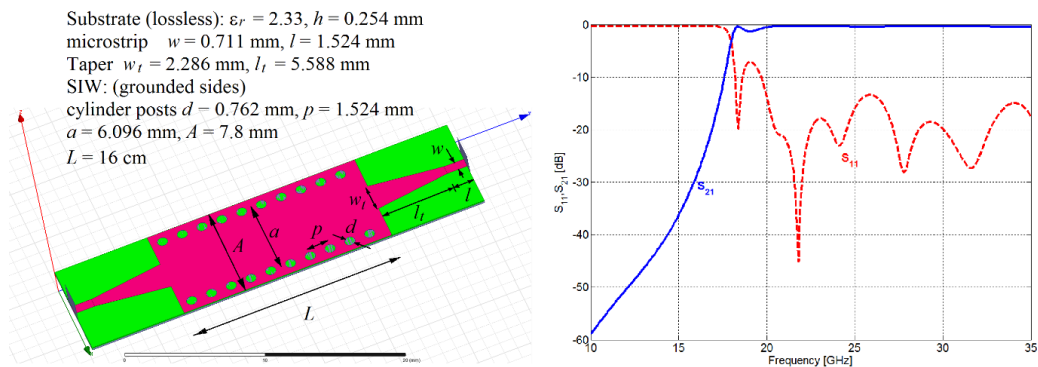 Substrate (lossless): εr = 2.33, h = 0.254 mm
microstrip w = 0.711 mm, l = 1.524 mm
Taper wt = 2.286 mm, lt = 5.588 mm
SIW: (grounded sides)
cylinder posts d = 0.762 mm, p = 1.524 mm
a = 6.096 mm, A = 7.8 mm
L = 16 cm
w
wt
lt
l
A
a
p
d
L
0
10
20 (mm)
S11,S21 [dB]
-10
-20
-30
-40
-50
-60
S11
S21
10
15
20
25
30
35
Frequency [GHz]